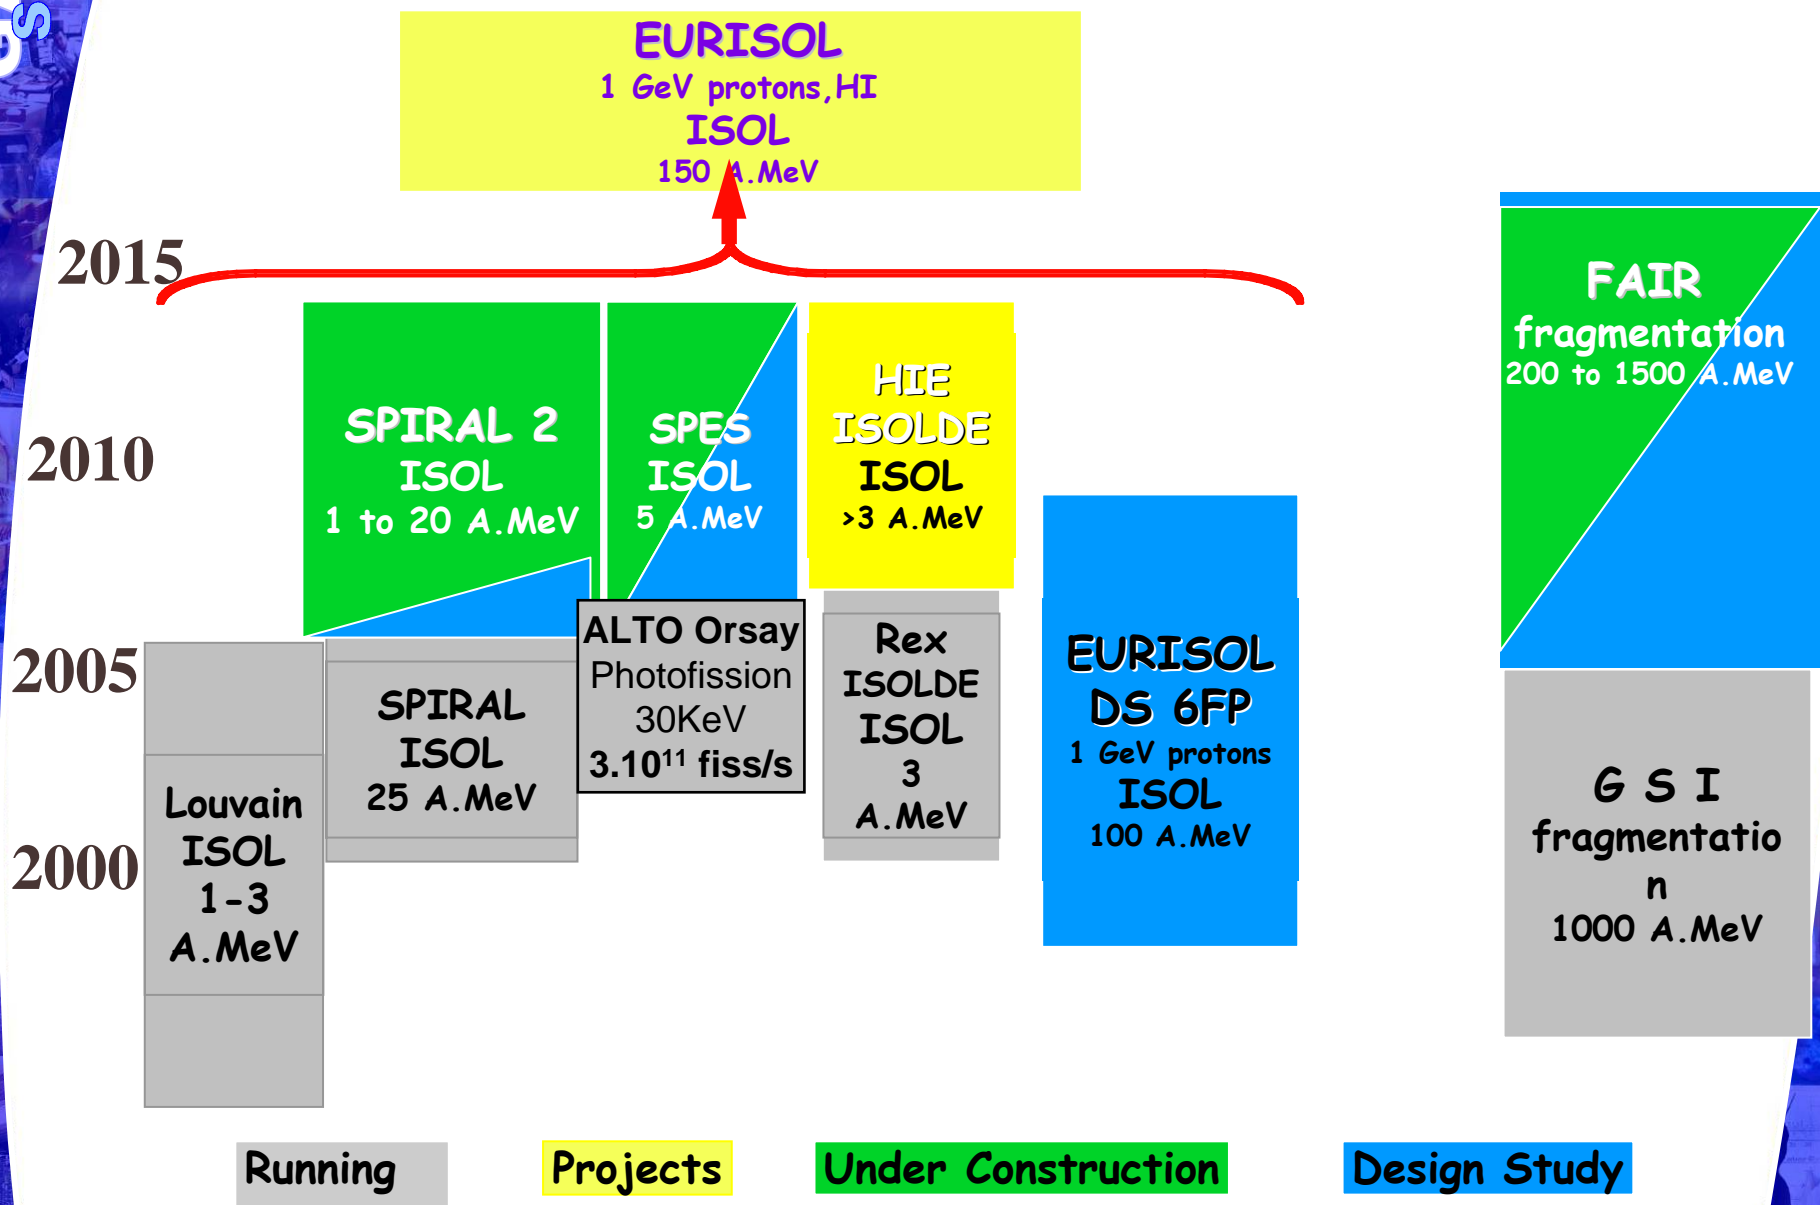 EURISOL
1 GeV protons,HI
ISOL
150 A.MeV
2015
2010
2005
2000
SPIRAL 2
ISOL
1 to 20 A.MeV
SPES
ISOL
5 A.MeV
HIE
ISOLDE
ISOL
>3 A.MeV
FAIR
fragmentation
200 to 1500 A.MeV
Louvain
ISOL
1-3
A.MeV
SPIRAL
ISOL
25 A.MeV
ALTO Orsay
Photofission
30KeV
3.10¹¹ fiss/s
Rex
ISOLDE
ISOL
3
A.MeV
EURISOL
DS 6FP
1 GeV protons
ISOL
100 A.MeV
G S I
fragmentatio
n
1000 A.MeV
Running
Projects
Under Construction
Design Study